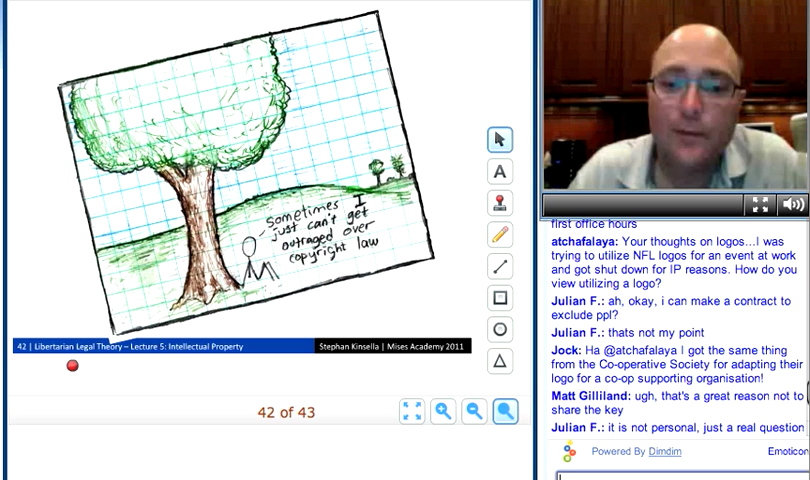 Sometimes I
just can't get
outraged over
copyright law
42 | Libertarian Legal Theory – Lecture 5: Intellectual Property
Stephan Kinsella | Mises Academy 2011
42 of 43
A
first office hours
atchafalaya: Your thoughts on logos...I was
trying to utilize NFL logos for an event at work
and got shut down for IP reasons. How do you
view utilizing a logo?
Julian F.: ah, okay, i can make a contract to
exclude ppl?
Julian F.: thats not my point
Jock: Ha @atchafalaya I got the same thing
from the Co-operative Society for adapting their
logo for a co-op supporting organisation!
Matt Gilliland: ugh, that's a great reason not to
share the key
Julian F.: it is not personal, just a real question
Powered By Dimdim
Emoticon